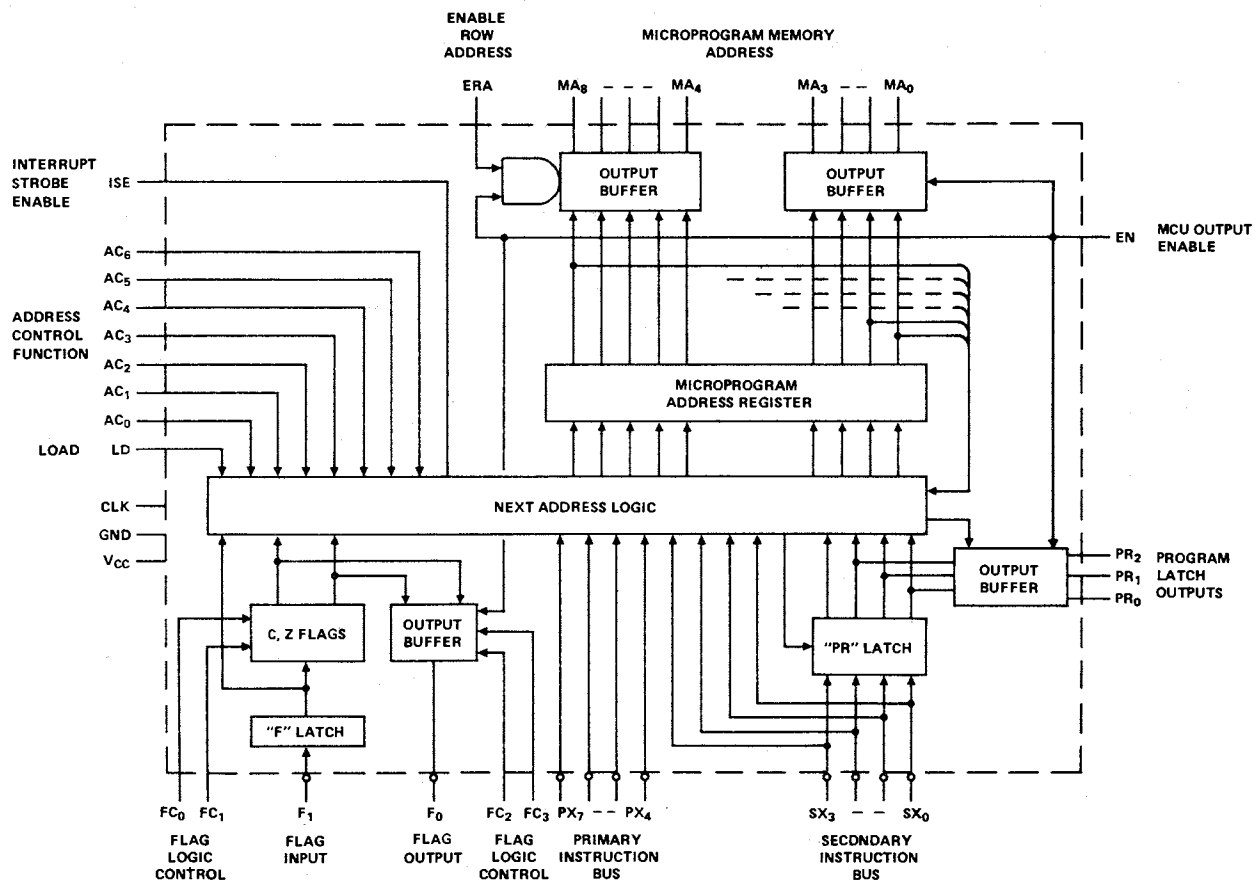 ENABLE
ROW
ADDRESS
MICROPROGRAM MEMORY
ADDRESS
ERA
MA8 - - - - MA4
MA3 - - MA0
INTERRUPT
STROBE
ENABLE
ISE
OUTPUT
BUFFER
OUTPUT
BUFFER
EN
MCU OUTPUT
ENABLE
AC6
AC5
AC4
ADDRESS
CONTROL
FUNCTION
AC3
AC2
AC1
AC0
MICROPROGRAM
ADDRESS REGISTER
LOAD
LD
CLK
GND
VCC
NEXT ADDRESS LOGIC
OUTPUT
BUFFER
PR2
PR1
PR0
PROGRAM
LATCH
OUTPUTS
C, Z FLAGS
OUTPUT
BUFFER
"PR" LATCH
"F" LATCH
FC0 FC1
F1
F0
FC2 FC3
PX7 - - PX4
SX3 - - SX0
FLAG
LOGIC
CONTROL
FLAG
INPUT
FLAG
OUTPUT
FLAG
LOGIC
CONTROL
PRIMARY
INSTRUCTION
BUS
SECONDARY
INSTRUCTION
BUS